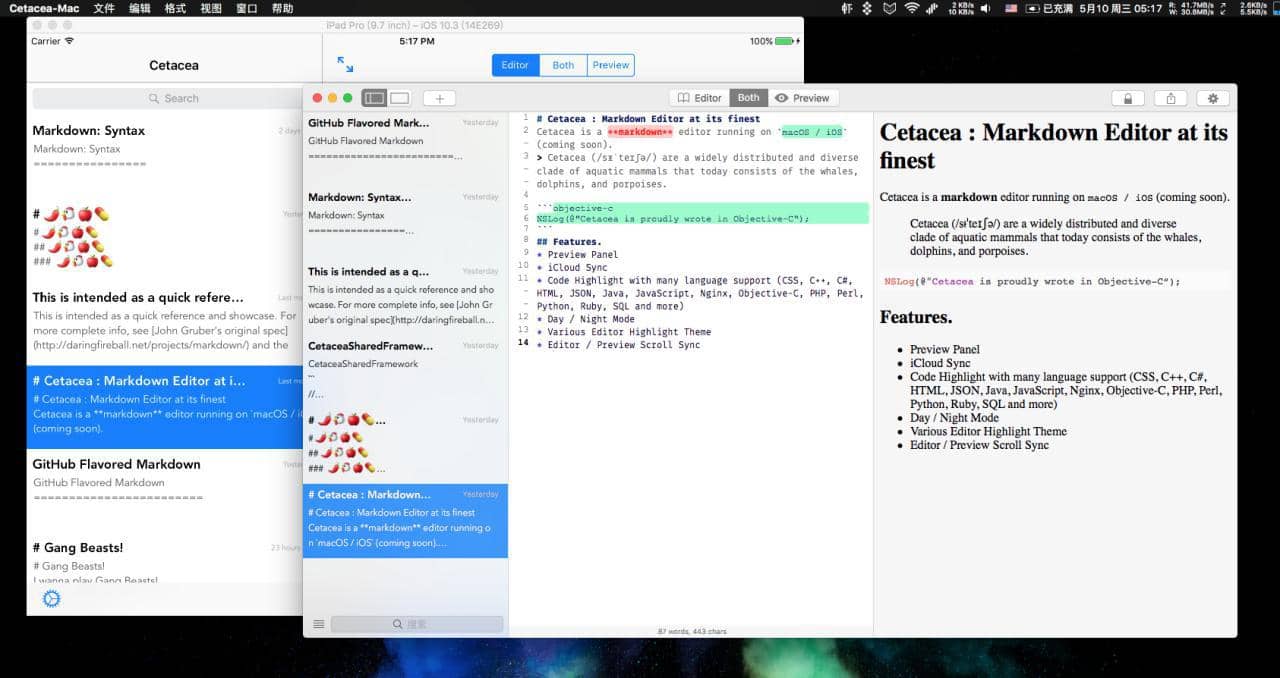 Cetacea-Mac 文件 编辑 格式 视图 窗口 帮助
2 KB/s
10 KB/s
已充满 5月10日 周三 05:17
R: 41.7MB/s
W: 30.8MB/s
2.6KB/s
5.5KB/s
iPad Pro (9.7 inch) – iOS 10.3 (14E269)
Carrier
5:17 PM
100%
Cetacea
Editor Both Preview
Search
Markdown: Syntax
2 days
Markdown: Syntax
================
# 🌶🐔🍎💊
Yester
# 🌶🐔🍎💊
## 🌶🐔🍎💊
### 🌶🐔🍎💊
This is intended as a quick refere…
Last mo
This is intended as a quick reference and showcase. For
more complete info, see [John Gruber's original spec]
(http://daringfireball.net/projects/markdown/) and the
# Cetacea : Markdown Editor at i…
Last mo
# Cetacea : Markdown Editor at its finest
Cetacea is a **markdown** editor running on `macOS / iO
(coming soon).
GitHub Flavored Markdown
Yester
GitHub Flavored Markdown
========================
# Gang Beasts!
23 hours
# Gang Beasts!
I wanna play Gang Beasts!
Editor Both Preview
GitHub Flavored Mark...
Yesterday
GitHub Flavored Markdown
========================...
Markdown: Syntax...
Yesterday
Markdown: Syntax
================...
This is intended as a q...
Yesterday
This is intended as a quick reference and sho
wcase. For more complete info, see [John Gr
uber's original spec](http://daringfireball.n...
CetaceaSharedFramew...
Yesterday
CetaceaSharedFramework
```
//...
# 🌶🐔🍎💊...
Yesterday
# 🌶🐔🍎💊
## 🌶🐔🍎💊
### 🌶🐔🍎💊...
# Cetacea : Markdown...
Yesterday
# Cetacea : Markdown Editor at its finest
Cetacea is a **markdown** editor running o
n `macOS / iOS` (coming soon)....
搜索
1 # Cetacea : Markdown Editor at its finest
2 Cetacea is a **markdown** editor running on `macOS / iOS`
- (coming soon).
3 > Cetacea (/sɪˈteɪʃə/) are a widely distributed and diverse
- clade of aquatic mammals that today consists of the whales,
- dolphins, and porpoises.
4
5 ```objective-c
6 NSLog(@"Cetacea is proudly wrote in Objective-C");
7 ```
8 ## Features.
9 * Preview Panel
10 * iCloud Sync
11 * Code Highlight with many language support (CSS, C++, C#,
- HTML, JSON, Java, JavaScript, Nginx, Objective-C, PHP, Perl,
- Python, Ruby, SQL and more)
12 * Day / Night Mode
13 * Various Editor Highlight Theme
14 * Editor / Preview Scroll Sync
87 words, 443 chars
Cetacea : Markdown Editor at its
finest
Cetacea is a markdown editor running on macOS / iOS (coming soon).
Cetacea (/sɪˈteɪʃə/) are a widely distributed and diverse
clade of aquatic mammals that today consists of the whales,
dolphins, and porpoises.
NSLog(@"Cetacea is proudly wrote in Objective-C");
Features.
• Preview Panel
• iCloud Sync
• Code Highlight with many language support (CSS, C++, C#,
HTML, JSON, Java, JavaScript, Nginx, Objective-C, PHP, Perl,
Python, Ruby, SQL and more)
• Day / Night Mode
• Various Editor Highlight Theme
• Editor / Preview Scroll Sync